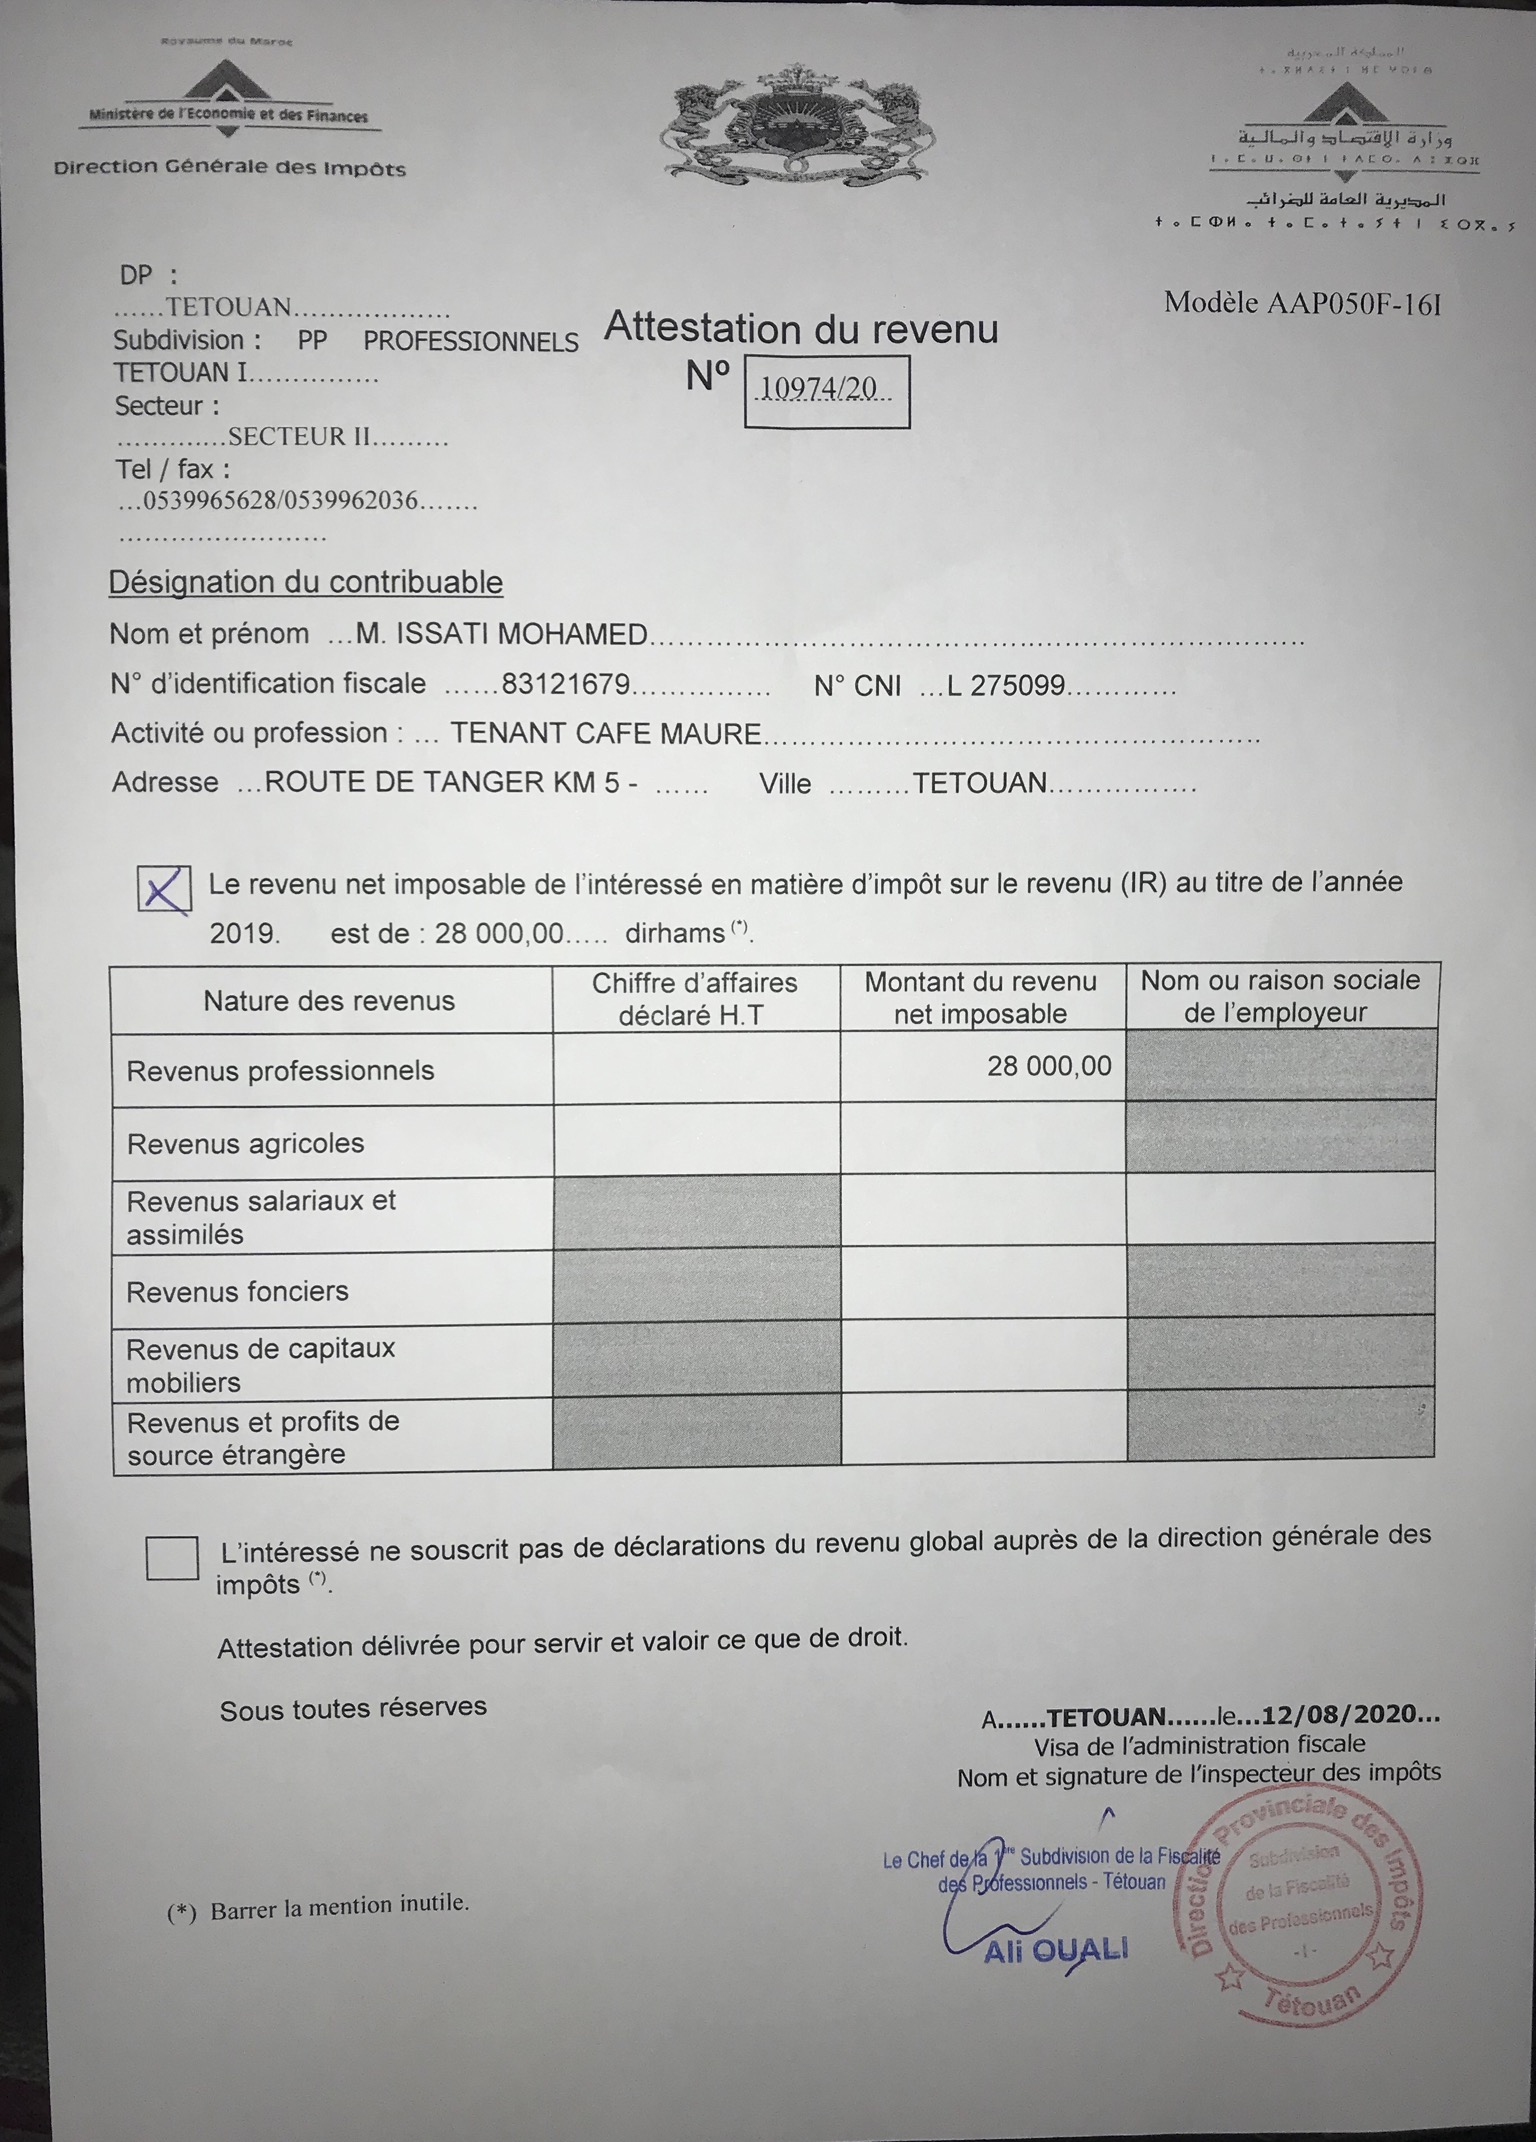 Royaume du Maroc
Ministère de l'Economie et des Finances
Direction Générale des Impôts
المملكة المغربية
ⵜⴰⴳⵍⴷⵉⵜ ⵏ ⵍⵎⵖⵔⵉⴱ
وزارة الإقتصاد والمالية
المديرية العامة للضرائب
DP :
......TETOUAN..................
Subdivision : PP PROFESSIONNELS
TETOUAN I...............
Secteur :
.............SECTEUR II.........
Tel / fax :
...0539965628/0539962036.......
........................
Attestation du revenu
Nº 10974/20...
Modèle AAP050F-16I
Désignation du contribuable
Nom et prénom ...M. ISSATI MOHAMED...........................................................................
N° d'identification fiscale ......83121679............... N° CNI ...L 275099............
Activité ou profession : ... TENANT CAFE MAURE.........................................................
Adresse ...ROUTE DE TANGER KM 5 - ...... Ville .........TETOUAN................
X Le revenu net imposable de l'intéressé en matière d'impôt sur le revenu (IR) au titre de l'année
2019. est de : 28 000,00..... dirhams (*).
Nature des revenus
Chiffre d'affaires
déclaré H.T
Montant du revenu
net imposable
Nom ou raison sociale
de l'employeur
Revenus professionnels
28 000,00
Revenus agricoles
Revenus salariaux et
assimilés
Revenus fonciers
Revenus de capitaux
mobiliers
Revenus et profits de
source étrangère
L'intéressé ne souscrit pas de déclarations du revenu global auprès de la direction générale des
impôts (*).
Attestation délivrée pour servir et valoir ce que de droit.
Sous toutes réserves
A......TETOUAN......le...12/08/2020...
Visa de l'administration fiscale
Nom et signature de l'inspecteur des impôts
Le Chef de la 1re Subdivision de la Fiscalité
des Professionnels - Tétouan
Ali OUALI
Direction Provinciale des Impôts
Subdivision
de la Fiscalité
des Professionnels
-I-
Tétouan
(*) Barrer la mention inutile.